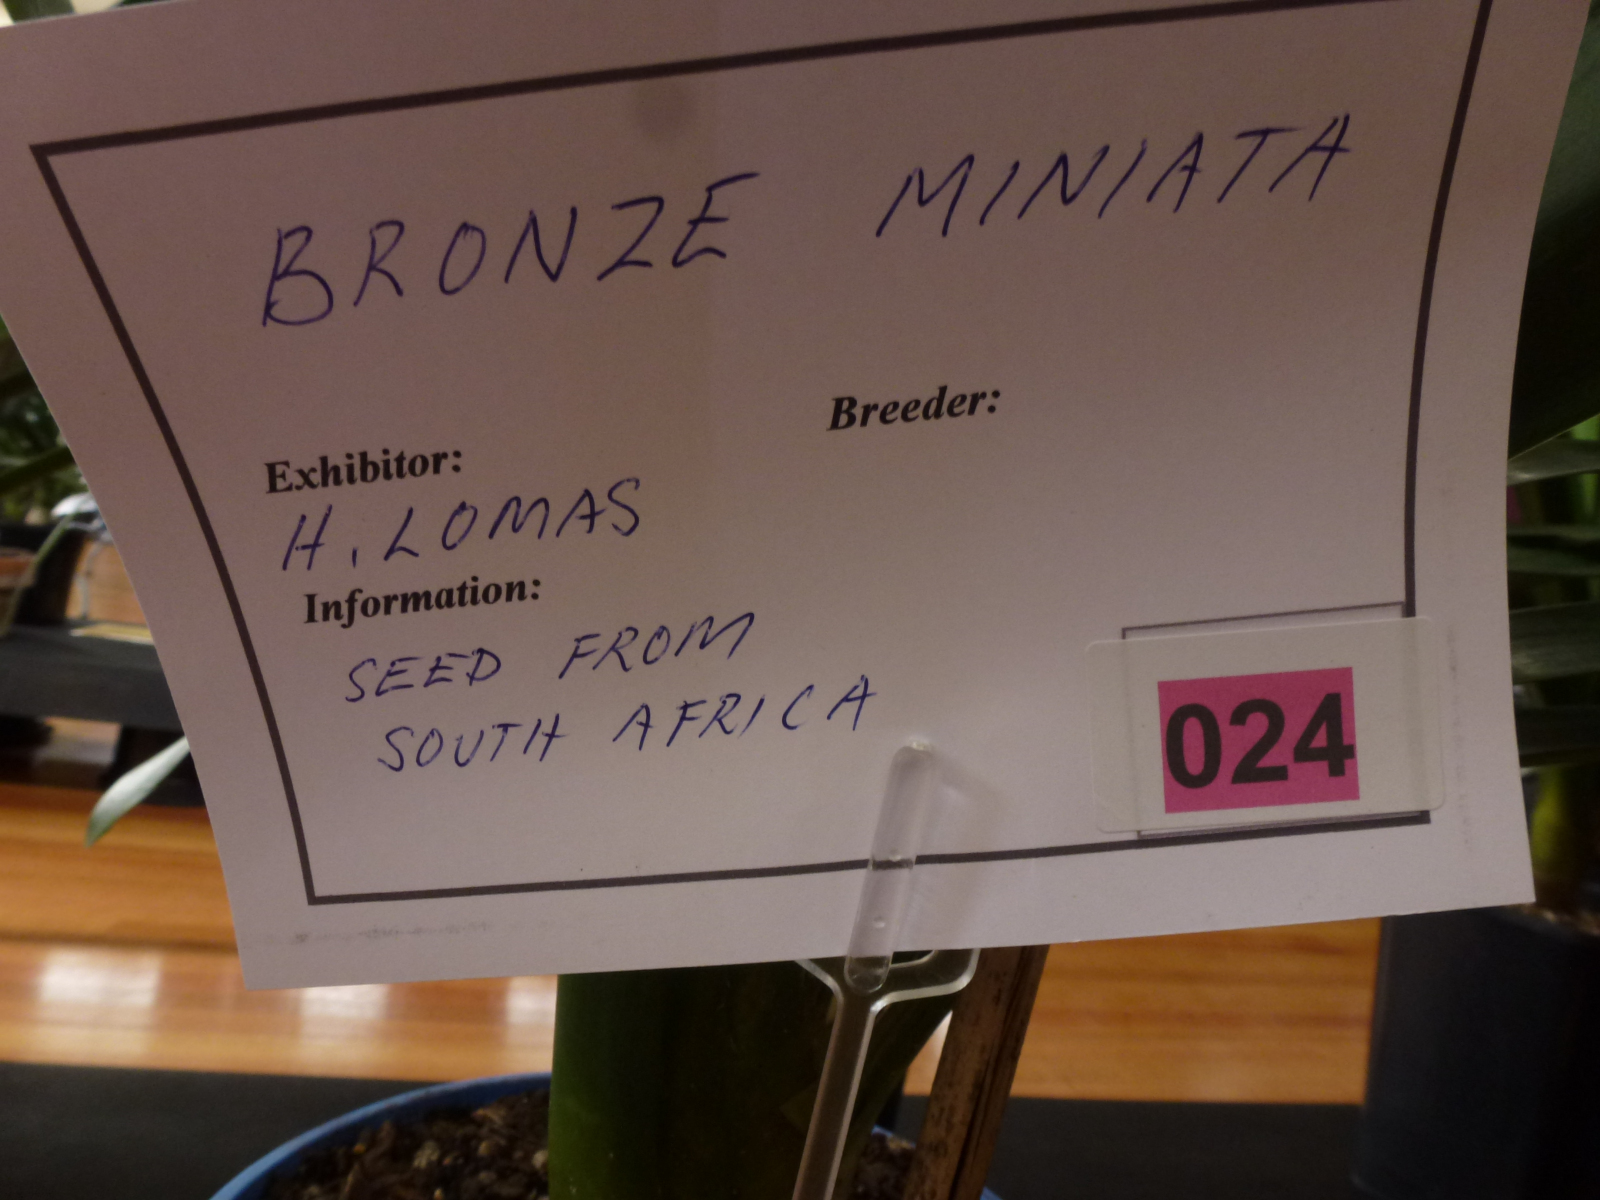 BRONZE MINIATA
Breeder:
Exhibitor:
H. LOMAS
Information:
SEED FROM
SOUTH AFRICA
024